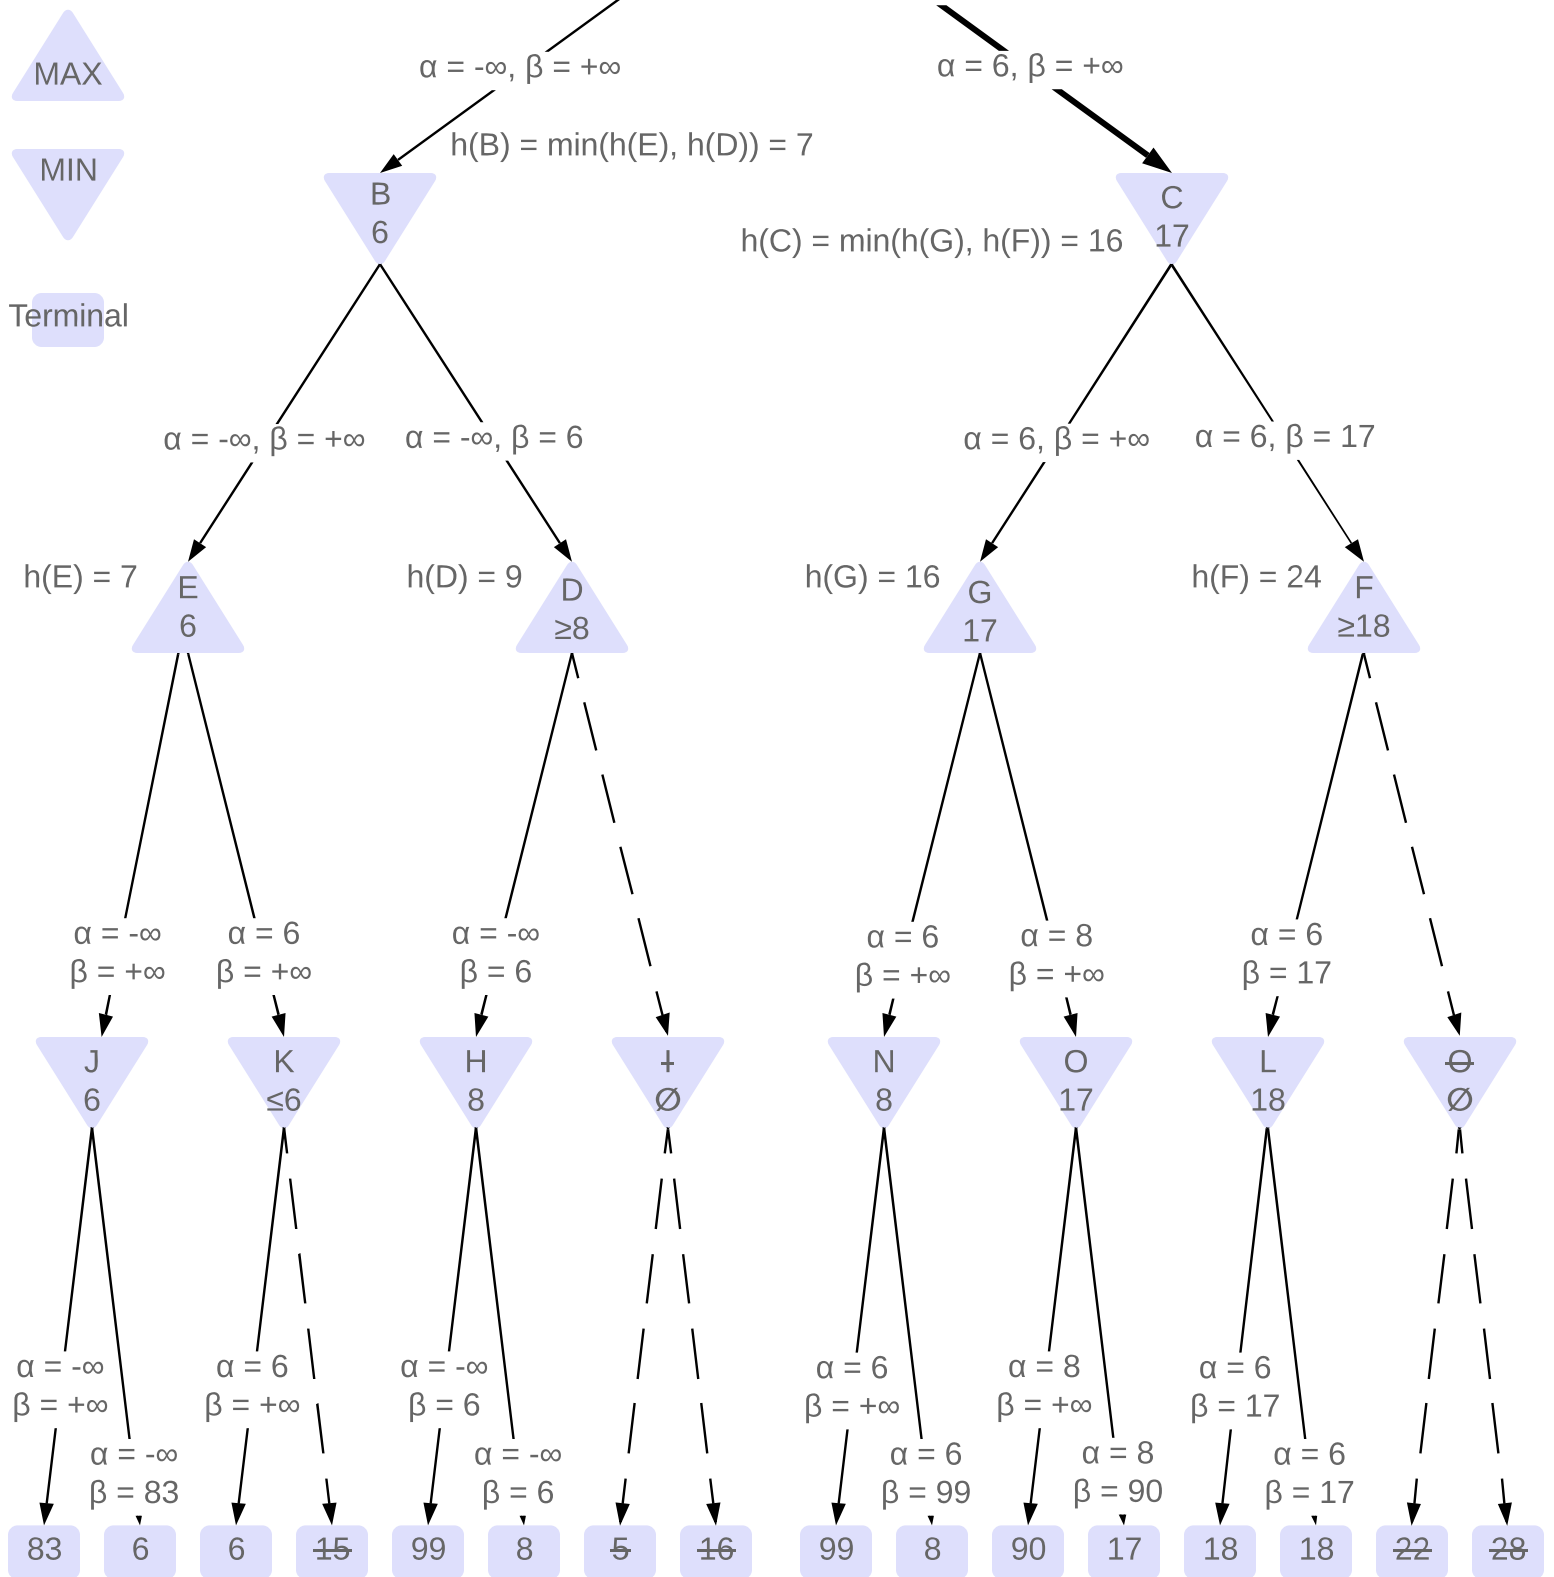 MAX
MIN
Terminal
α = -∞, β = +∞
α = 6, β = +∞
h(B) = min(h(E), h(D)) = 7
B
6
C
17
h(C) = min(h(G), h(F)) = 16
α = -∞, β = +∞
α = -∞, β = 6
α = 6, β = +∞
α = 6, β = 17
h(E) = 7
E
6
h(D) = 9
D
≥8
h(G) = 16
G
17
h(F) = 24
F
≥18
α = -∞
β = +∞
α = 6
β = +∞
α = -∞
β = 6
α = 6
β = +∞
α = 8
β = +∞
α = 6
β = 17
J
6
K
≤6
H
8
I
Ø
N
8
O
17
L
18
O
Ø
α = -∞
β = +∞
α = -∞
β = 83
α = 6
β = +∞
α = -∞
β = 6
α = -∞
β = 6
α = 6
β = +∞
α = 6
β = 99
α = 8
β = +∞
α = 8
β = 90
α = 6
β = 17
α = 6
β = 17
83
6
6
15
99
8
5
16
99
8
90
17
18
18
22
28